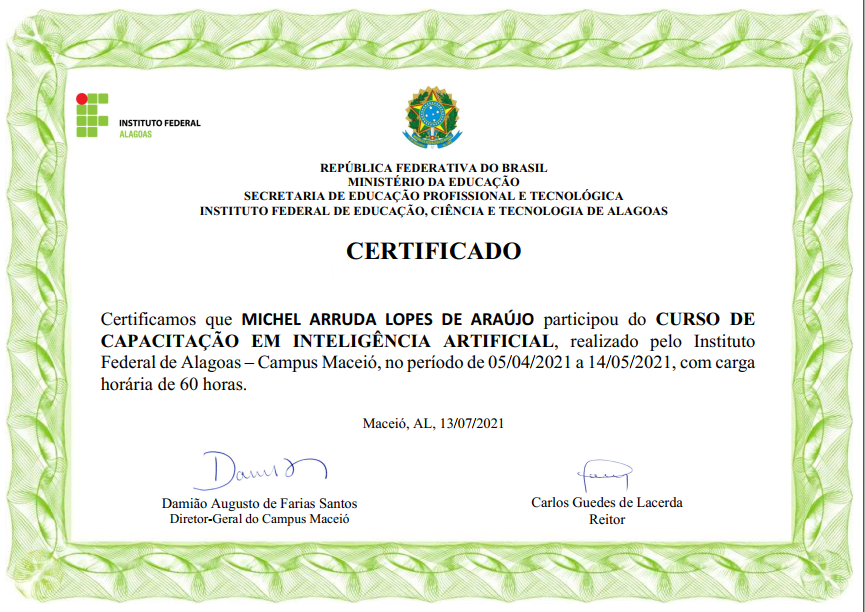 INSTITUTO FEDERAL
ALAGOAS
REPÚBLICA FEDERATIVA DO BRASIL
MINISTÉRIO DA EDUCAÇÃO
SECRETARIA DE EDUCAÇÃO PROFISSIONAL E TECNOLÓGICA
INSTITUTO FEDERAL DE EDUCAÇÃO, CIÊNCIA E TECNOLOGIA DE ALAGOAS
CERTIFICADO
Certificamos que MICHEL ARRUDA LOPES DE ARAÚJO participou do CURSO DE
CAPACITAÇÃO EM INTELIGÊNCIA ARTIFICIAL, realizado pelo Instituto
Federal de Alagoas – Campus Maceió, no período de 05/04/2021 a 14/05/2021, com carga
horária de 60 horas.
Maceió, AL, 13/07/2021
Damião Augusto de Farias Santos
Diretor-Geral do Campus Maceió
Carlos Guedes de Lacerda
Reitor